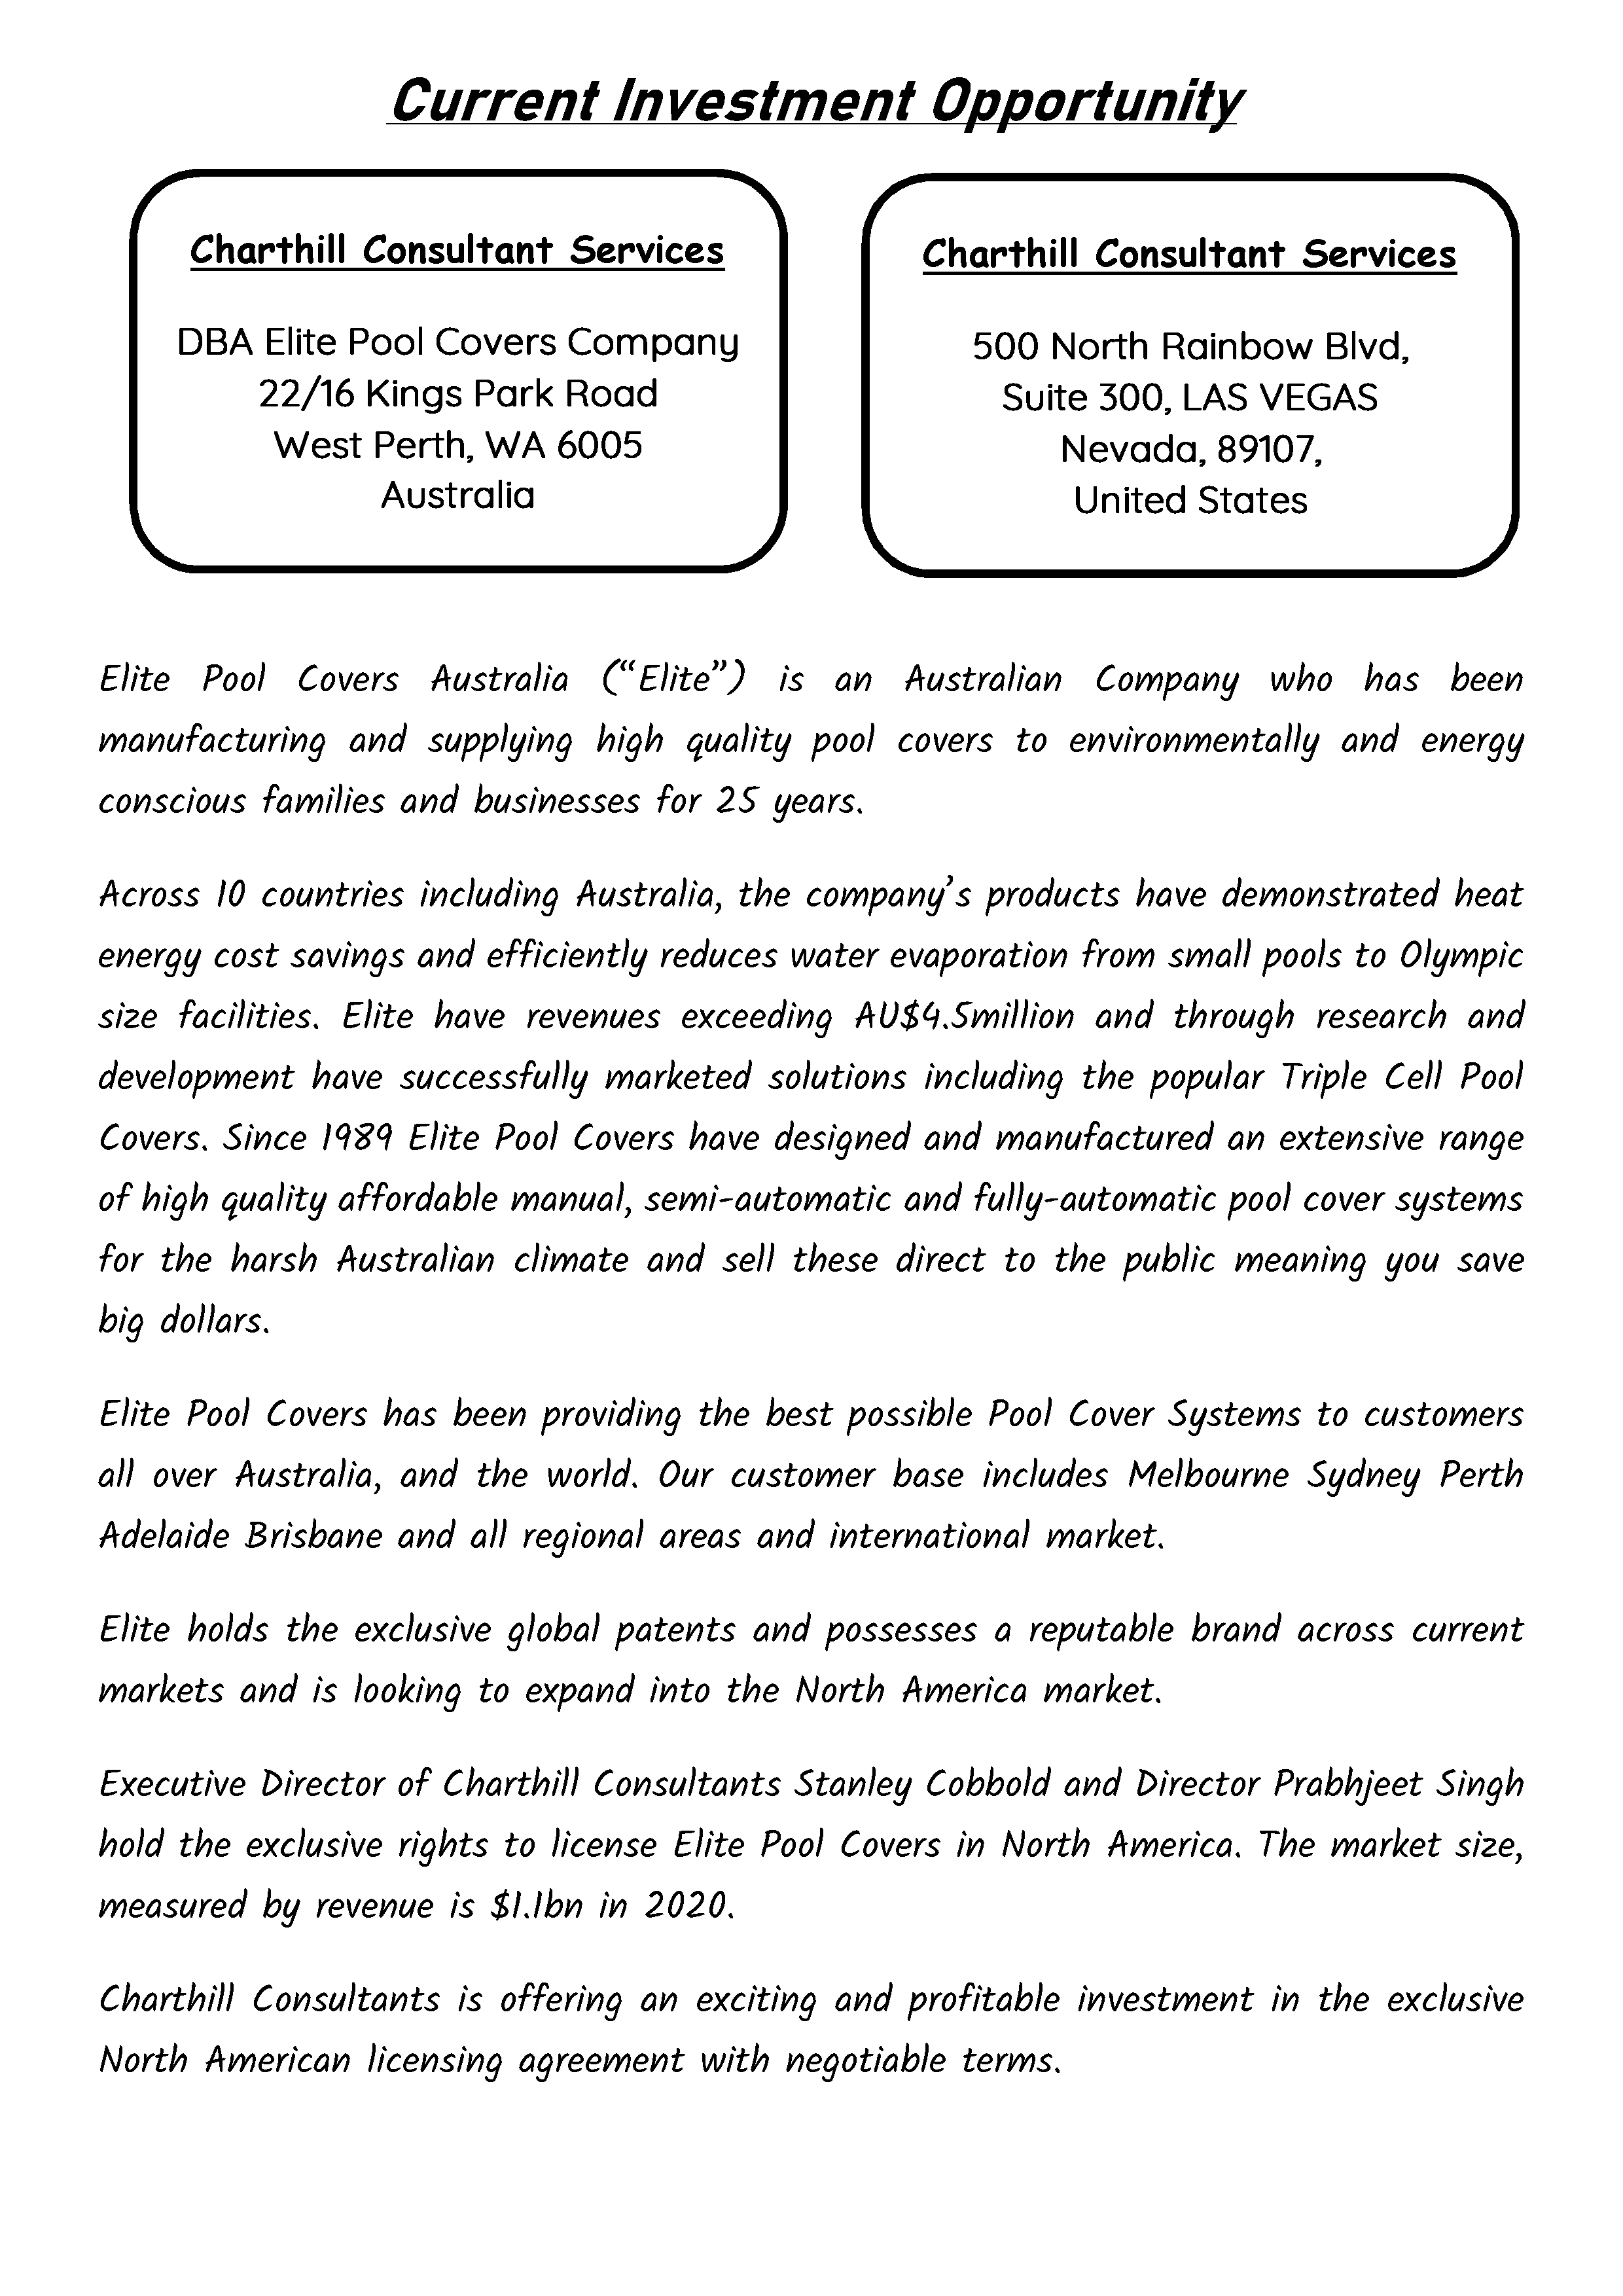 Current Investment Opportunity
Charthill Consultant Services
DBA Elite Pool Covers Company
22/16 Kings Park Road
West Perth, WA 6005
Australia
Charthill Consultant Services
500 North Rainbow Blvd,
Suite 300, LAS VEGAS
Nevada, 89107,
United States
Elite Pool Covers Australia (“Elite”) is an Australian Company who has been
manufacturing and supplying high quality pool covers to environmentally and energy
conscious families and businesses for 25 years.
Across 10 countries including Australia, the company’s products have demonstrated heat
energy cost savings and efficiently reduces water evaporation from small pools to Olympic
size facilities. Elite have revenues exceeding AU$4.5million and through research and
development have successfully marketed solutions including the popular Triple Cell Pool
Covers. Since 1989 Elite Pool Covers have designed and manufactured an extensive range
of high quality affordable manual, semi-automatic and fully-automatic pool cover systems
for the harsh Australian climate and sell these direct to the public meaning you save
big dollars.
Elite Pool Covers has been providing the best possible Pool Cover Systems to customers
all over Australia, and the world. Our customer base includes Melbourne Sydney Perth
Adelaide Brisbane and all regional areas and international market.
Elite holds the exclusive global patents and possesses a reputable brand across current
markets and is looking to expand into the North America market.
Executive Director of Charthill Consultants Stanley Cobbold and Director Prabhjeet Singh
hold the exclusive rights to license Elite Pool Covers in North America. The market size,
measured by revenue is $1.1bn in 2020.
Charthill Consultants is offering an exciting and profitable investment in the exclusive
North American licensing agreement with negotiable terms.